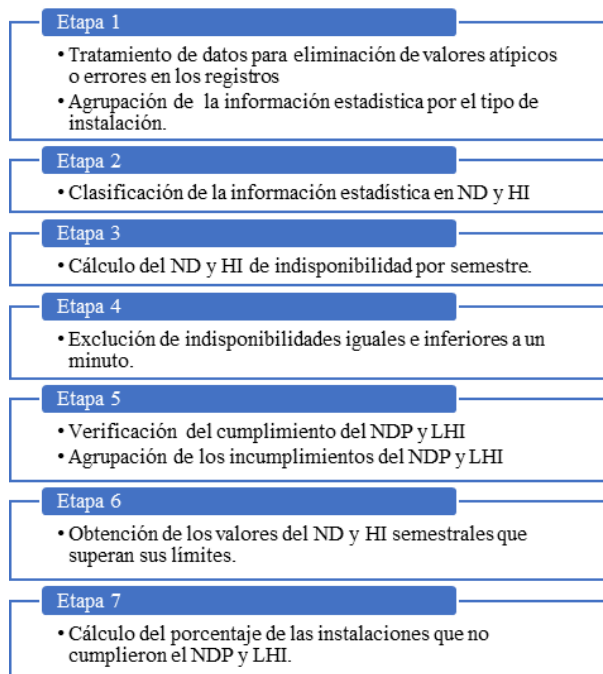 Etapa 1
• Tratamiento de datos para eliminación de valores atípicos
o errores en los registros
• Agrupación de la información estadistica por el tipo de
instalación.
Etapa 2
• Clasificación de la información estadística en ND y HI
Etapa 3
• Cálculo del ND y HI de indisponibilidad por semestre.
Etapa 4
• Exclución de indisponibilidades iguales e inferiores a un
minuto.
Etapa 5
• Verificación del cumplimiento del NDP y LHI
• Agrupación de los incumplimientos del NDP y LHI
Etapa 6
• Obtención de los valores del ND y HI semestrales que
superan sus límites.
Etapa 7
• Cálculo del porcentaje de las instalaciones que no
cumplieron el NDP y LHI.